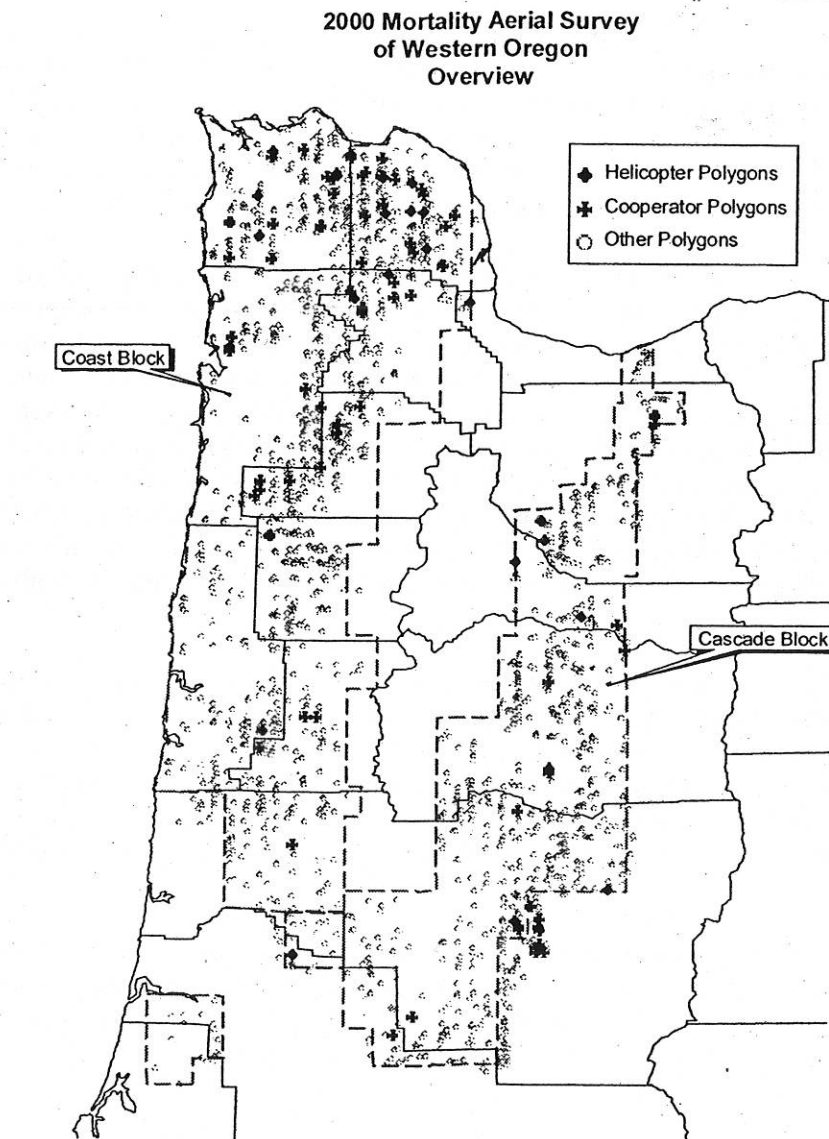 2000 Mortality Aerial Survey
of Western Oregon
Overview
Helicopter Polygons
Cooperator Polygons
Other Polygons
Coast Block
Cascade Block